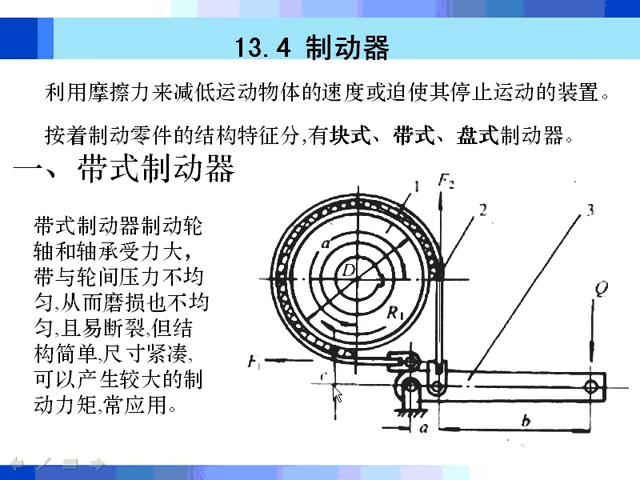 13.4 制动器
利用摩擦力来减低运动物体的速度或迫使其停止运动的装置。
按着制动零件的结构特征分,有块式、带式、盘式制动器。
一、带式制动器
带式制动器制动轮
轴和轴承受力大,
带与轮间压力不均
匀,从而磨损也不均
匀,且易断裂,但结
构简单,尺寸紧凑,
可以产生较大的制
动力矩,常应用。
1
F2
2
3
a
D
Q
R1
F1
c
a
b